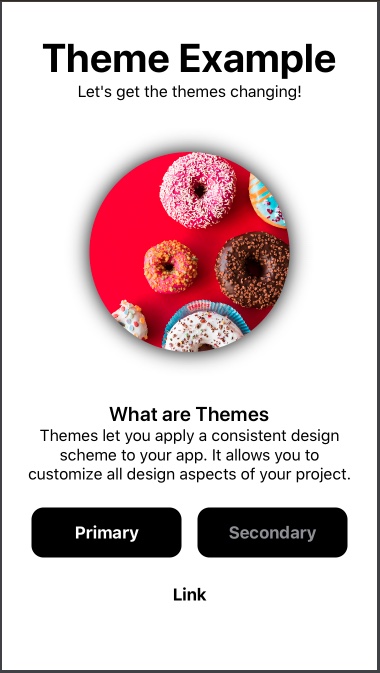 Theme Example
Let's get the themes changing!
What are Themes
Themes let you apply a consistent design
scheme to your app. It allows you to
customize all design aspects of your project.
Primary
Secondary
Link